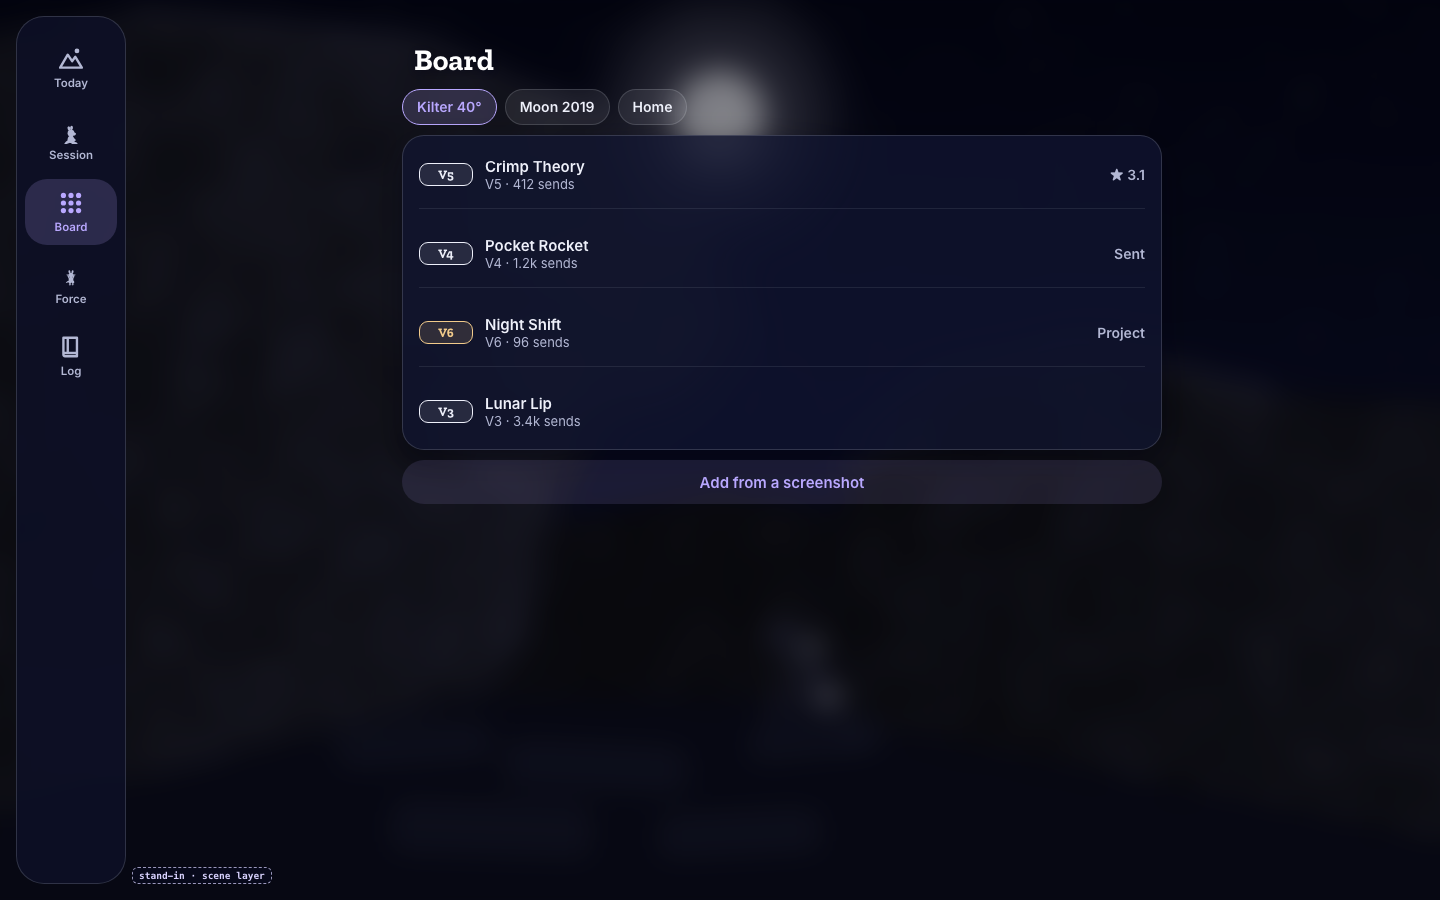 Today
Session
Board
Force
Log
Board
Kilter 40°
Moon 2019
Home
V5
Crimp Theory
V5 · 412 sends
★ 3.1
V4
Pocket Rocket
V4 · 1.2k sends
Sent
V6
Night Shift
V6 · 96 sends
Project
V3
Lunar Lip
V3 · 3.4k sends
Add from a screenshot
stand-in · scene layer